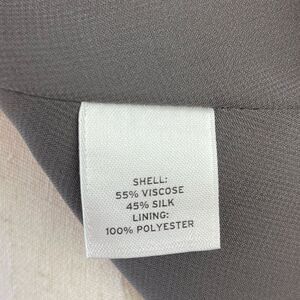 SHELL:
55% VISCOSE
45% SILK
LINING:
100% POLYESTER